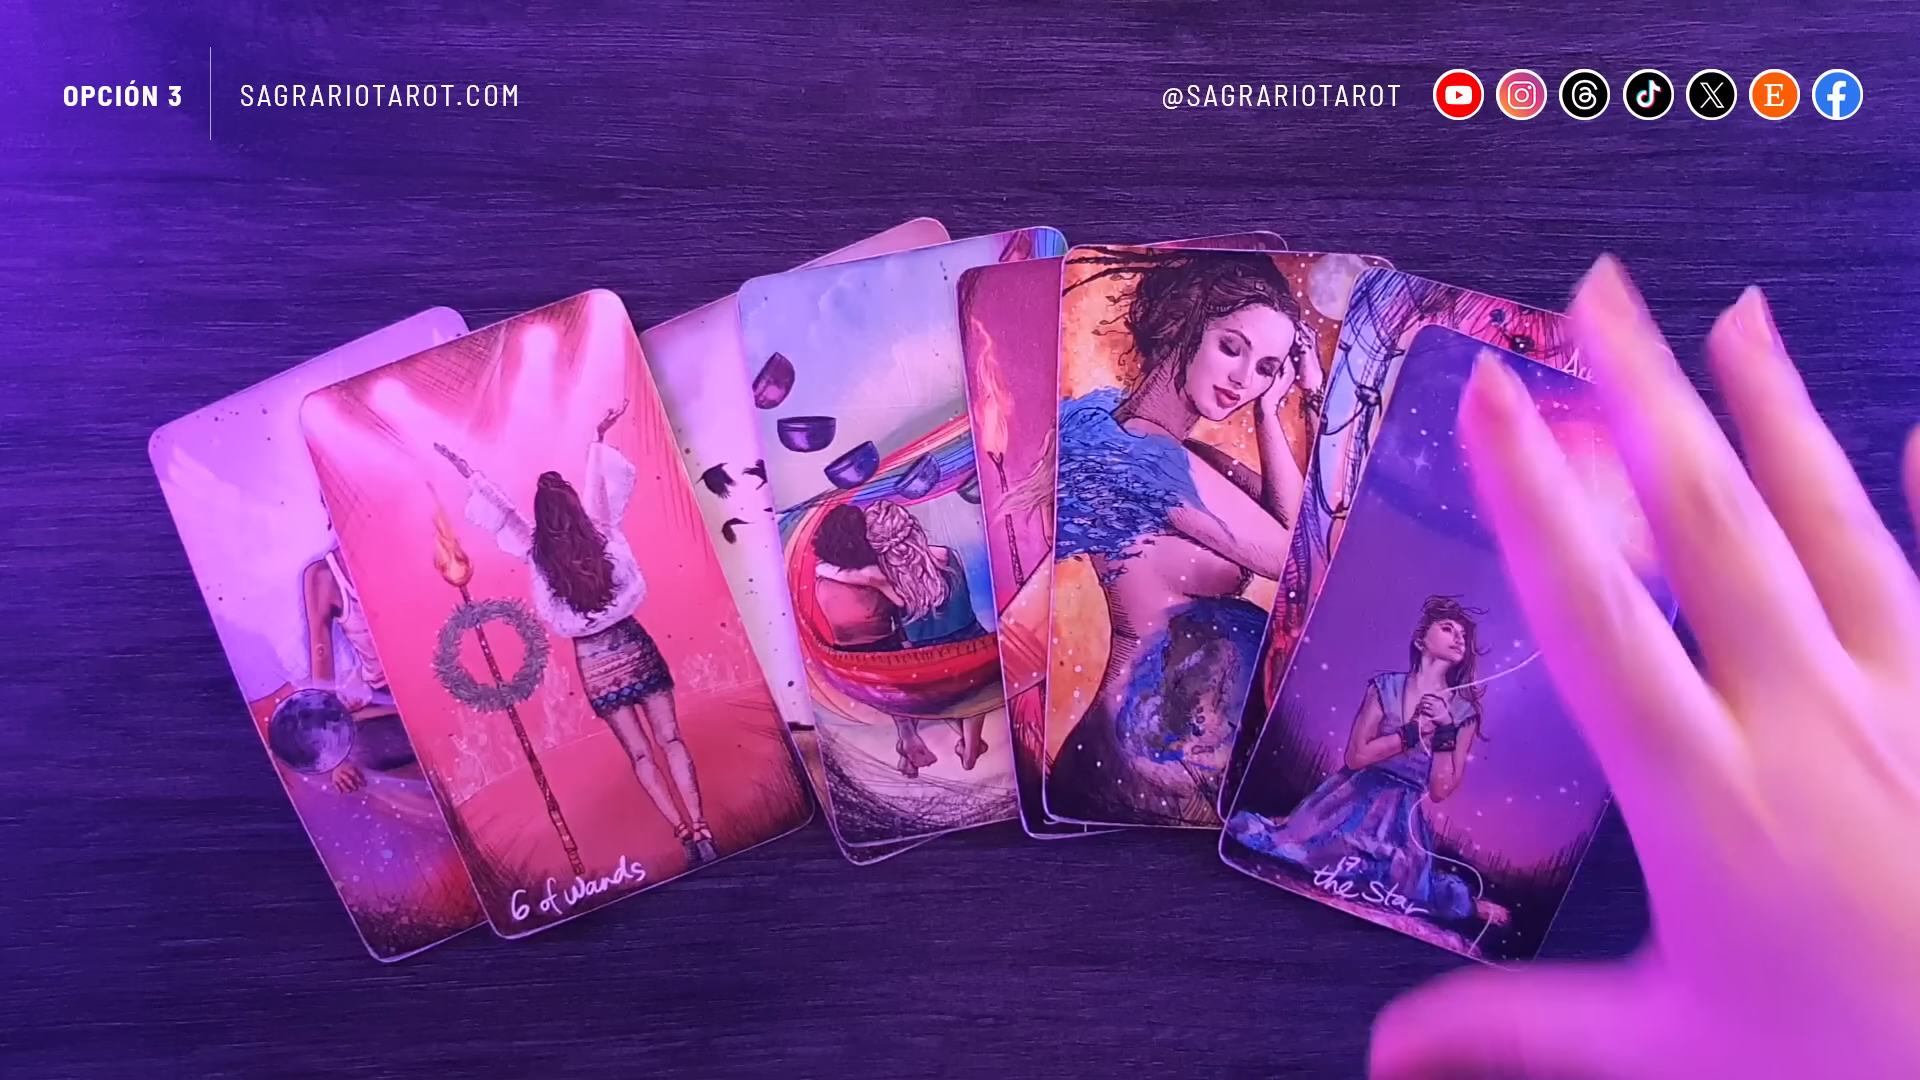 OPCIÓN 3
SAGRARIOTAROT.COM
@SAGRARIOTAROT
E
6 of wands
17.
the Star